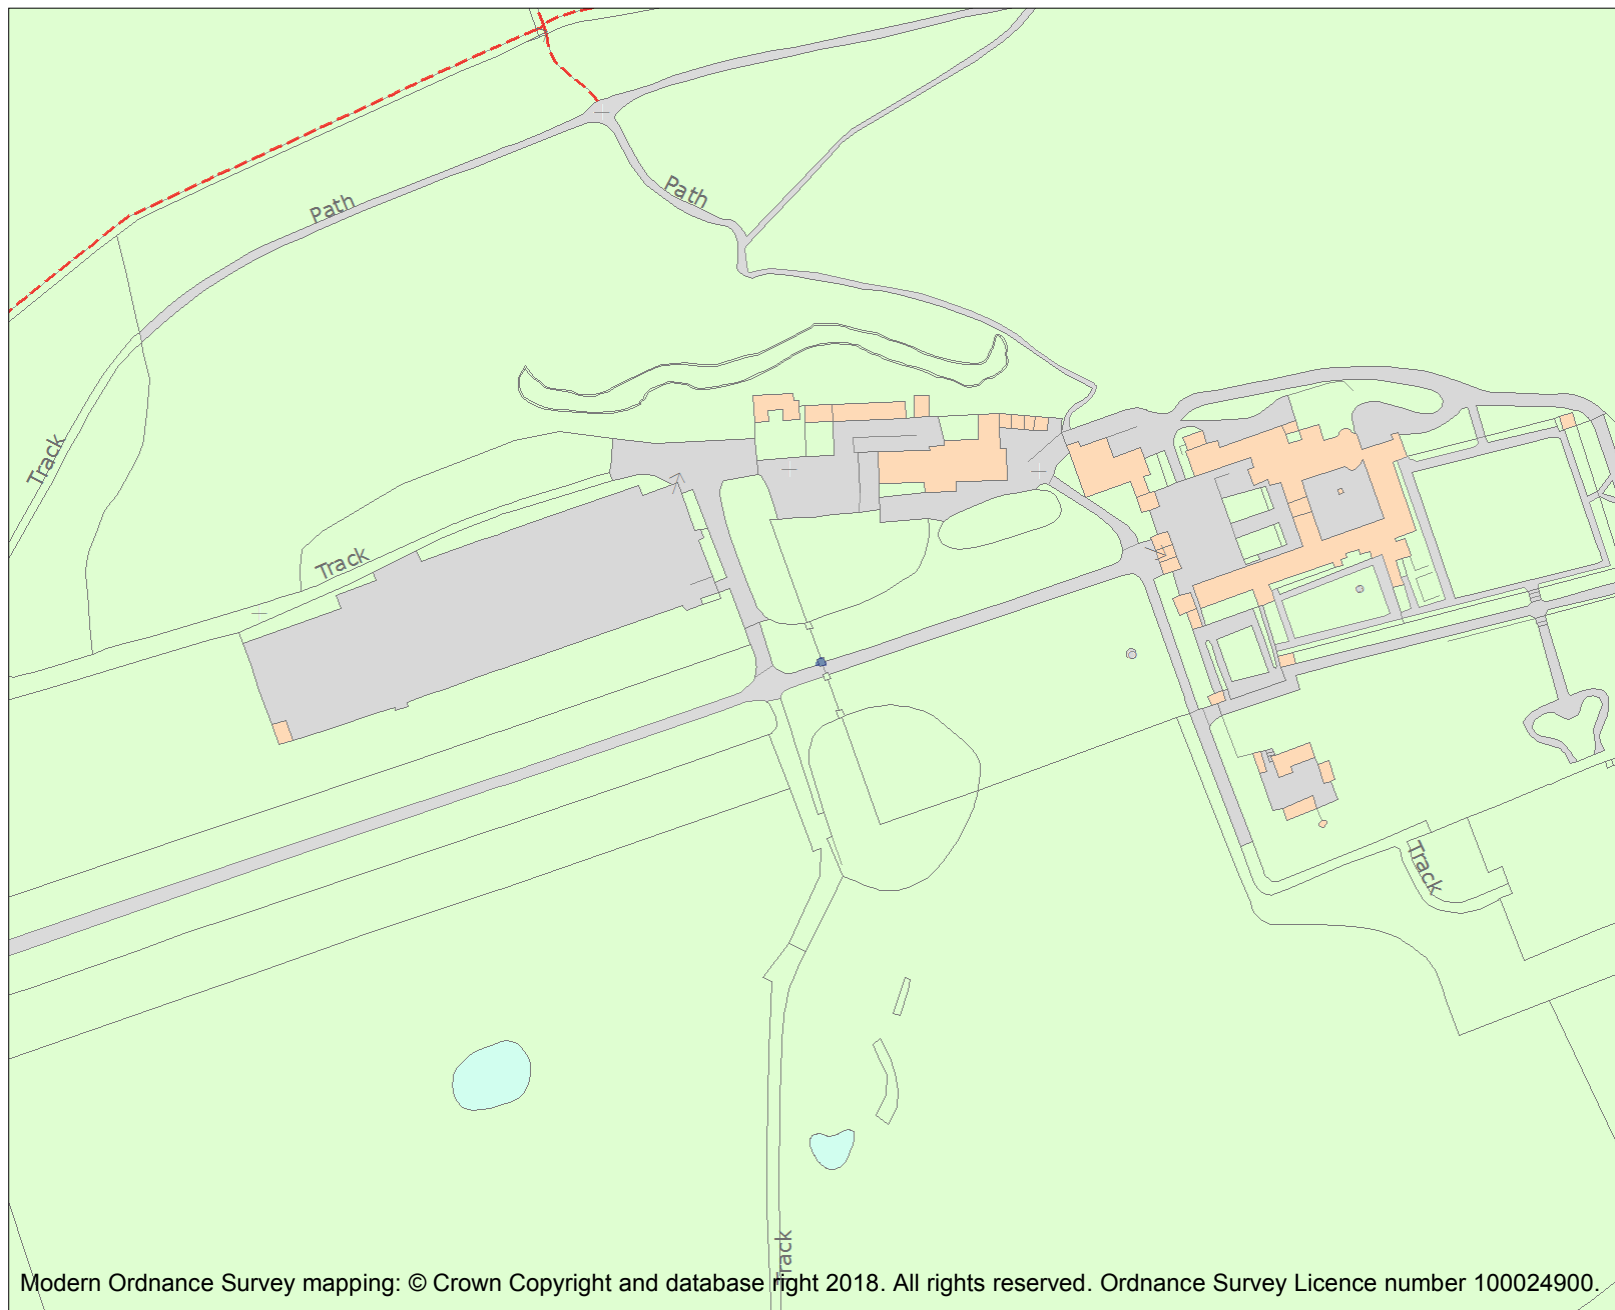 Path
Path
Track
Track
Track
Track
Modern Ordnance Survey mapping: © Crown Copyright and database right 2018. All rights reserved. Ordnance Survey Licence number 100024900.